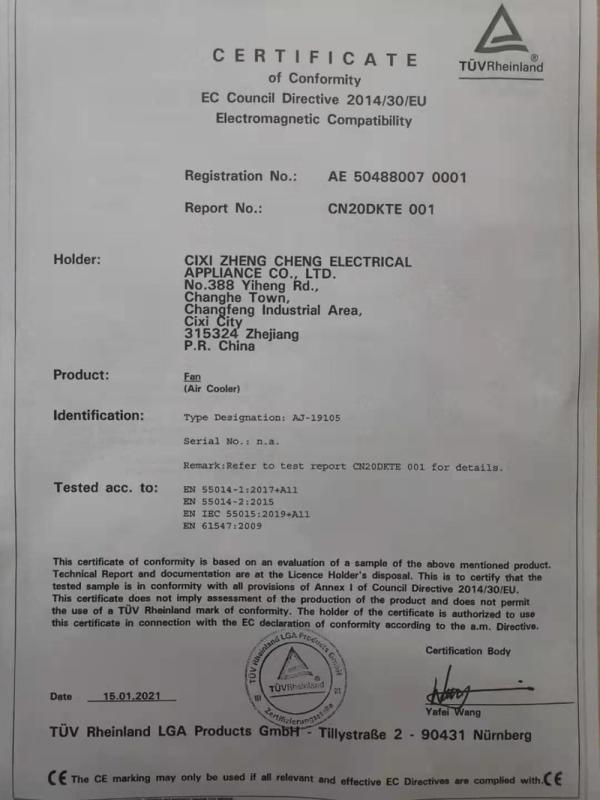 CERTIFICATE
of Conformity
EC Council Directive 2014/30/EU
Electromagnetic Compatibility
®
TÜVRheinland
Registration No.: AE 50488007 0001
Report No.: CN20DKTE 001
Holder: CIXI ZHENG CHENG ELECTRICAL
APPLIANCE CO., LTD.
No.388 Yiheng Rd.,
Changhe Town,
Changfeng Industrial Area,
Cixi City
315324 Zhejiang
P.R. China
Product: Fan
(Air Cooler)
Identification: Type Designation: AJ-19105
Serial No.: n.a.
Remark:Refer to test report CN20DKTE 001 for details.
Tested acc. to: EN 55014-1:2017+A11
EN 55014-2:2015
EN IEC 55015:2019+A11
EN 61547:2009
This certificate of conformity is based on an evaluation of a sample of the above mentioned product.
Technical Report and documentation are at the Licence Holder's disposal. This is to certify that the
tested sample is in conformity with all provisions of Annex I of Council Directive 2014/30/EU.
This certificate does not imply assessment of the production of the product and does not permit
the use of a TÜV Rheinland mark of conformity. The holder of the certificate is authorized to use
this certificate in connection with the EC declaration of conformity according to the a.m. Directive.
TÜV Rheinland LGA Products GmbH
TÜVRheinland
Zertifizierungsstelle
Certification Body
Date 15.01.2021
Yafei Wang
TÜV Rheinland LGA Products GmbH - Tillystraße 2 - 90431 Nürnberg
CE The CE marking may only be used if all relevant and effective EC Directives are complied with. CE